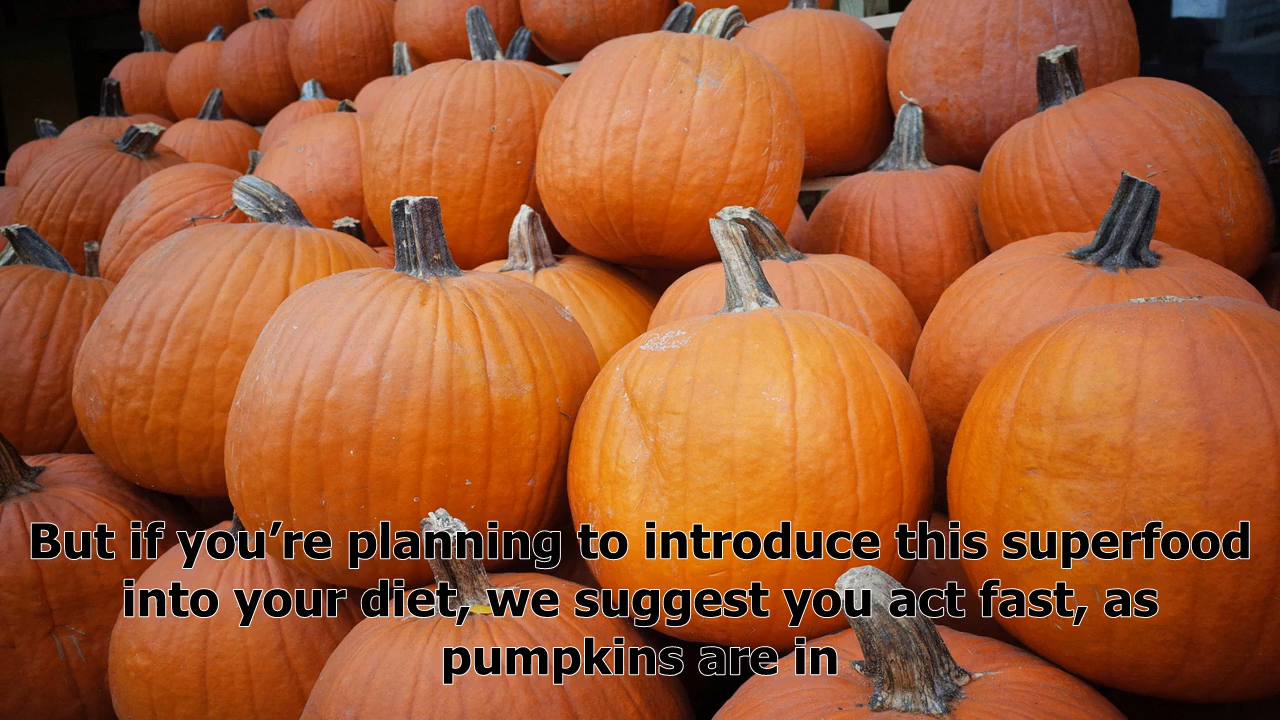 But if you’re planning to introduce this superfood
into your diet, we suggest you act fast, as
pumpkins are in